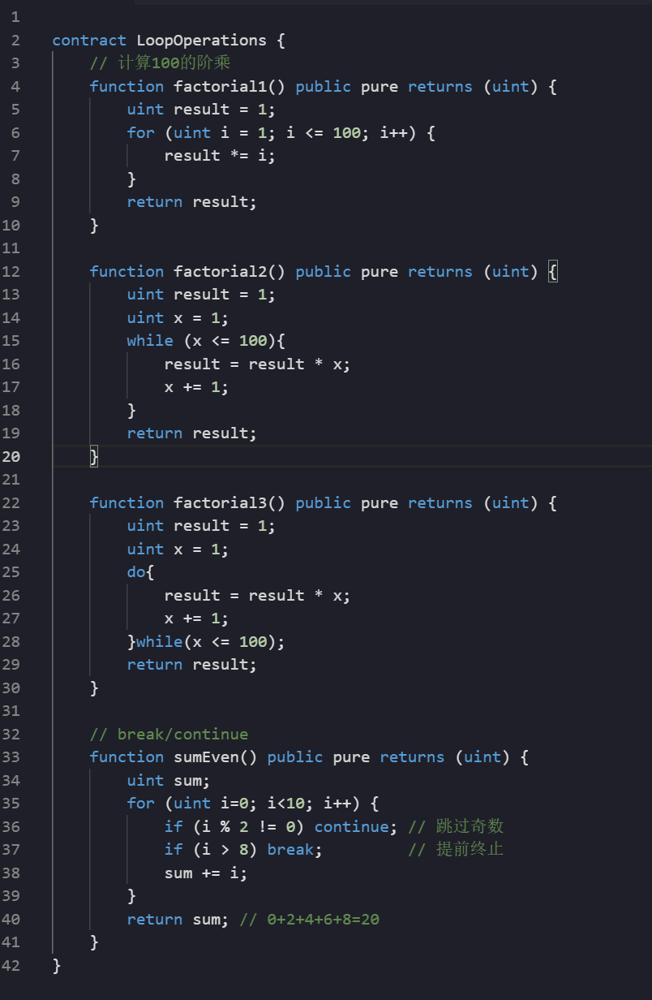 1
2 contract LoopOperations {
3     // 计算100的阶乘
4     function factorial1() public pure returns (uint) {
5         uint result = 1;
6         for (uint i = 1; i <= 100; i++) {
7             result *= i;
8         }
9         return result;
10     }
11
12     function factorial2() public pure returns (uint) {
13         uint result = 1;
14         uint x = 1;
15         while (x <= 100){
16             result = result * x;
17             x += 1;
18         }
19         return result;
20     }
21
22     function factorial3() public pure returns (uint) {
23         uint result = 1;
24         uint x = 1;
25         do{
26             result = result * x;
27             x += 1;
28         }while(x <= 100);
29         return result;
30     }
31
32     // break/continue
33     function sumEven() public pure returns (uint) {
34         uint sum;
35         for (uint i=0; i<10; i++) {
36             if (i % 2 != 0) continue; // 跳过奇数
37             if (i > 8) break;         // 提前终止
38             sum += i;
39         }
40         return sum; // 0+2+4+6+8=20
41     }
42 }